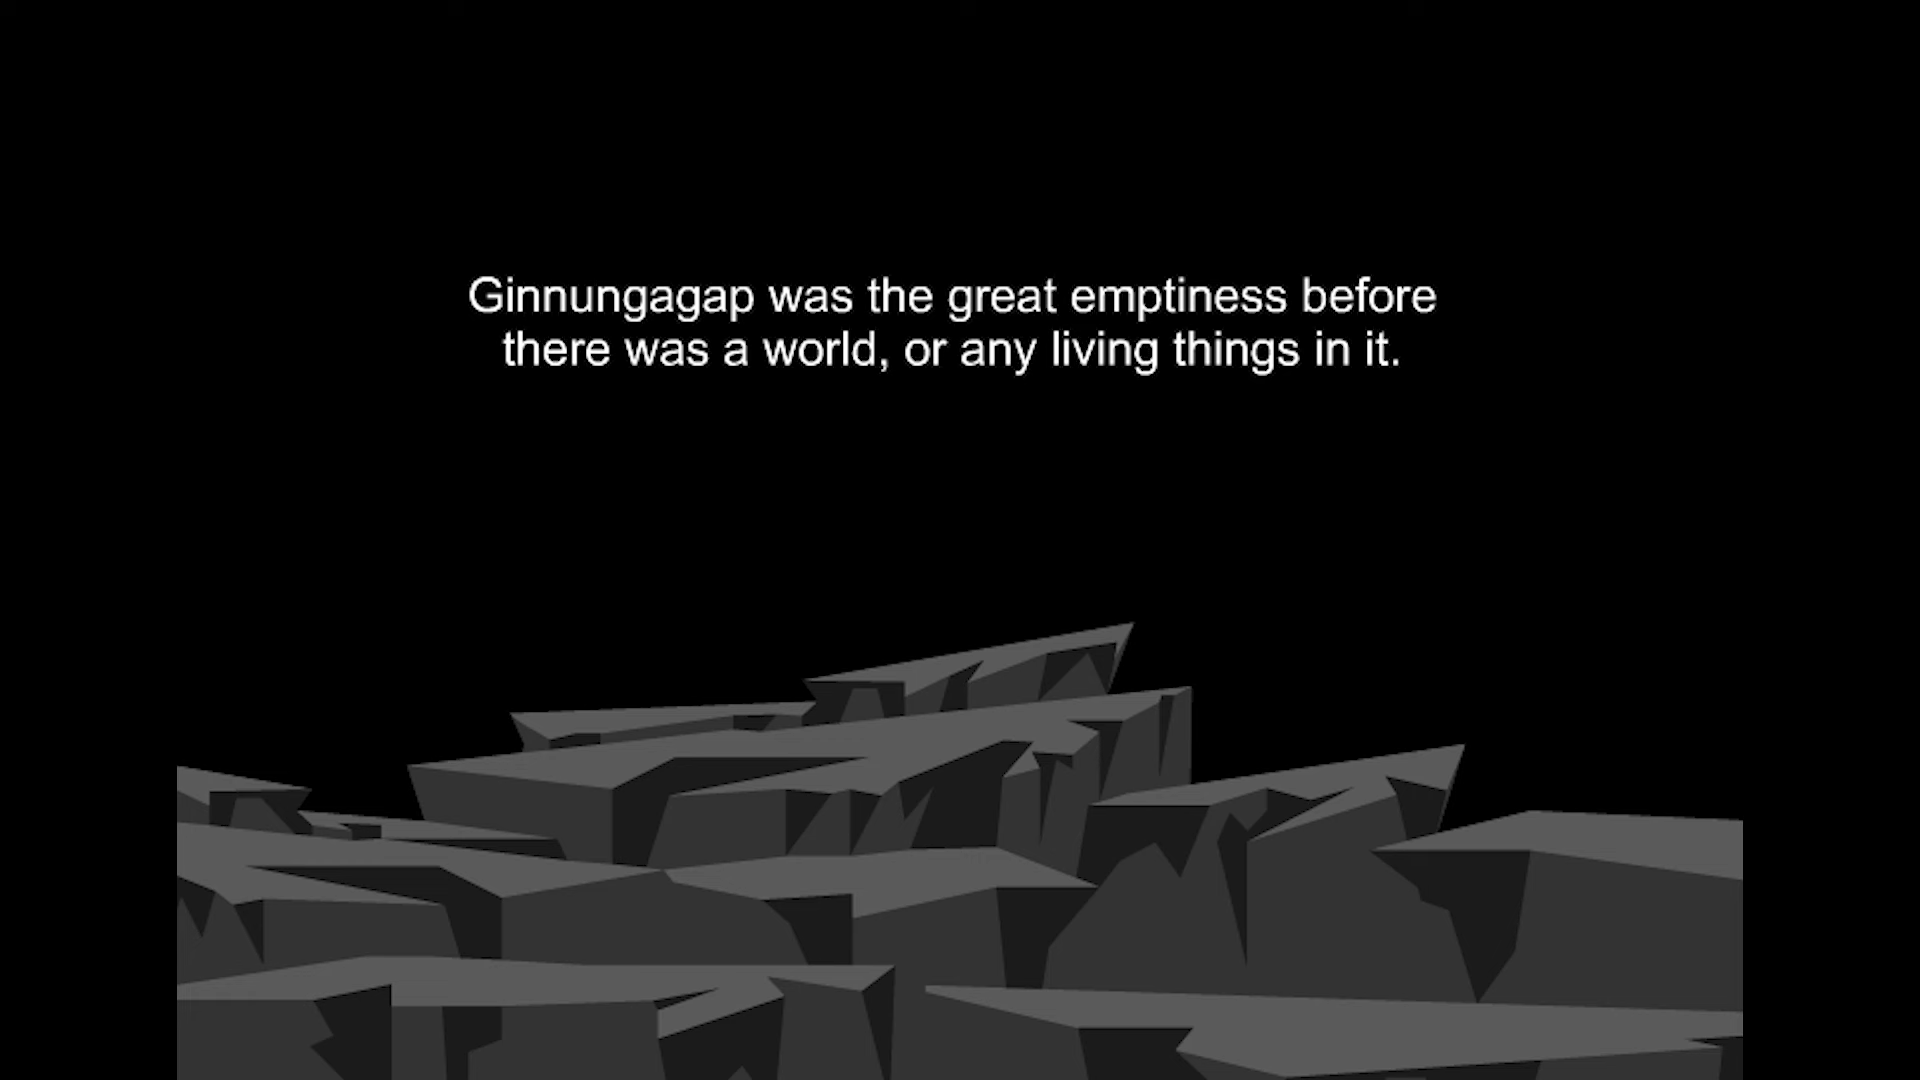 Ginnungagap was the great emptiness before
there was a world, or any living things in it.